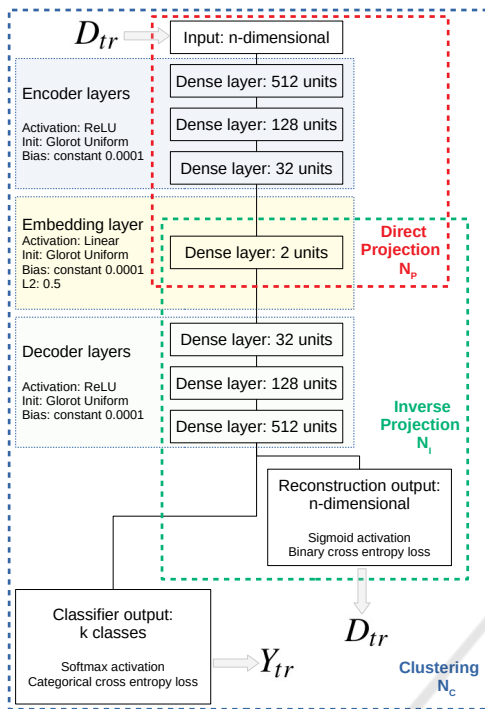 D_tr
Input: n-dimensional
Encoder layers
Activation: ReLU
Init: Glorot Uniform
Bias: constant 0.0001
Dense layer: 512 units
Dense layer: 128 units
Dense layer: 32 units
Embedding layer
Activation: Linear
Init: Glorot Uniform
Bias: constant 0.0001
L2: 0.5
Dense layer: 2 units
Direct
Projection
N_P
Decoder layers
Activation: ReLU
Init: Glorot Uniform
Bias: constant 0.0001
Dense layer: 32 units
Dense layer: 128 units
Dense layer: 512 units
Inverse
Projection
N_I
Reconstruction output:
n-dimensional
Sigmoid activation
Binary cross entropy loss
D_tr
Classifier output:
k classes
Softmax activation
Categorical cross entropy loss
Y_tr
Clustering
N_C